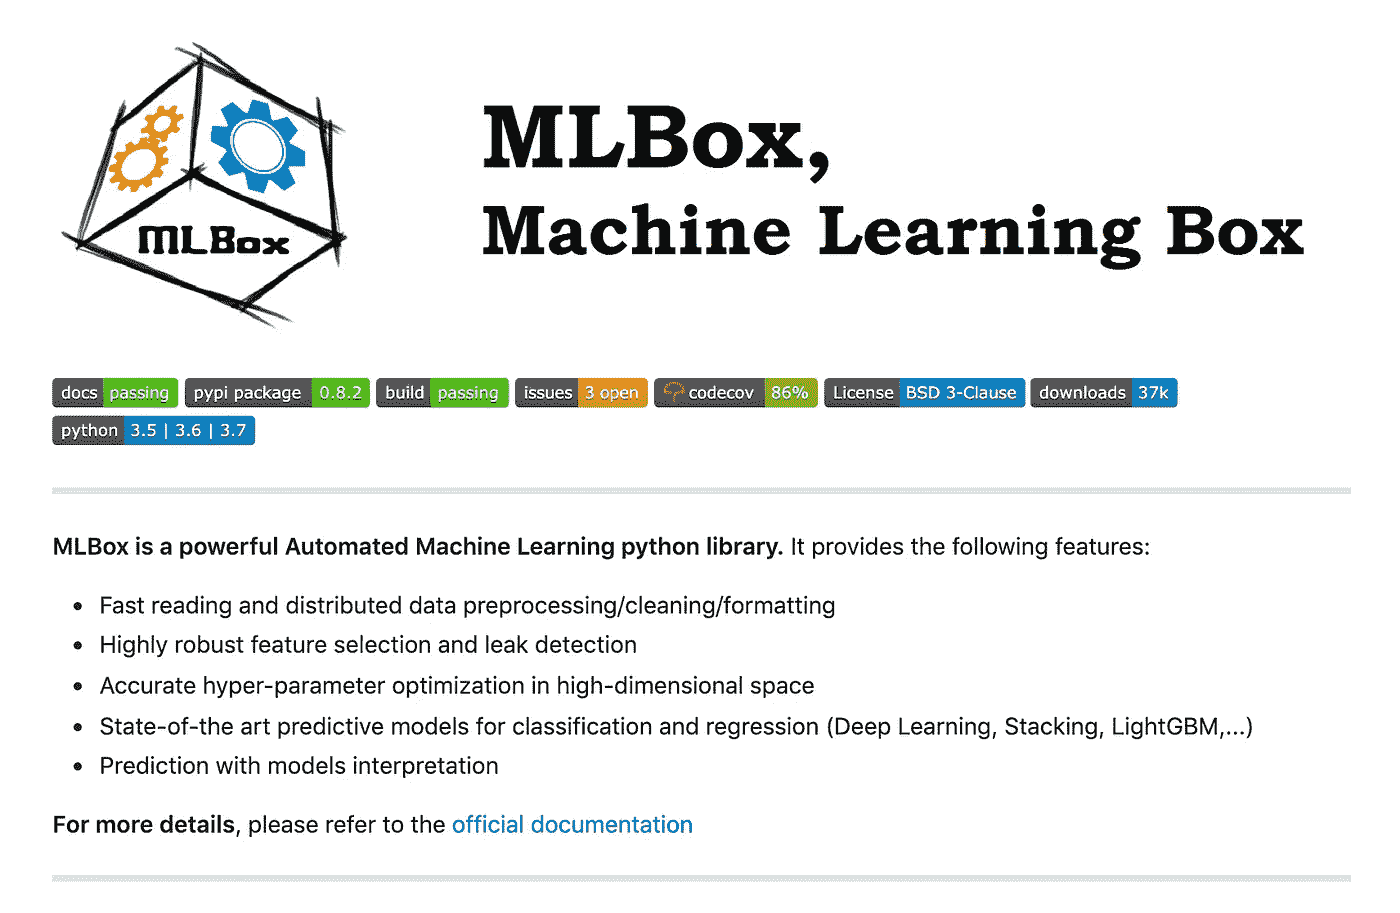 MLBox
MLBox,
Machine Learning Box
docs passing pypi package 0.8.2 build passing issues 3 open codecov 86% License BSD 3-Clause downloads 37k
python 3.5 | 3.6 | 3.7
MLBox is a powerful Automated Machine Learning python library. It provides the following features:
• Fast reading and distributed data preprocessing/cleaning/formatting
• Highly robust feature selection and leak detection
• Accurate hyper-parameter optimization in high-dimensional space
• State-of-the art predictive models for classification and regression (Deep Learning, Stacking, LightGBM,...)
• Prediction with models interpretation
For more details, please refer to the official documentation